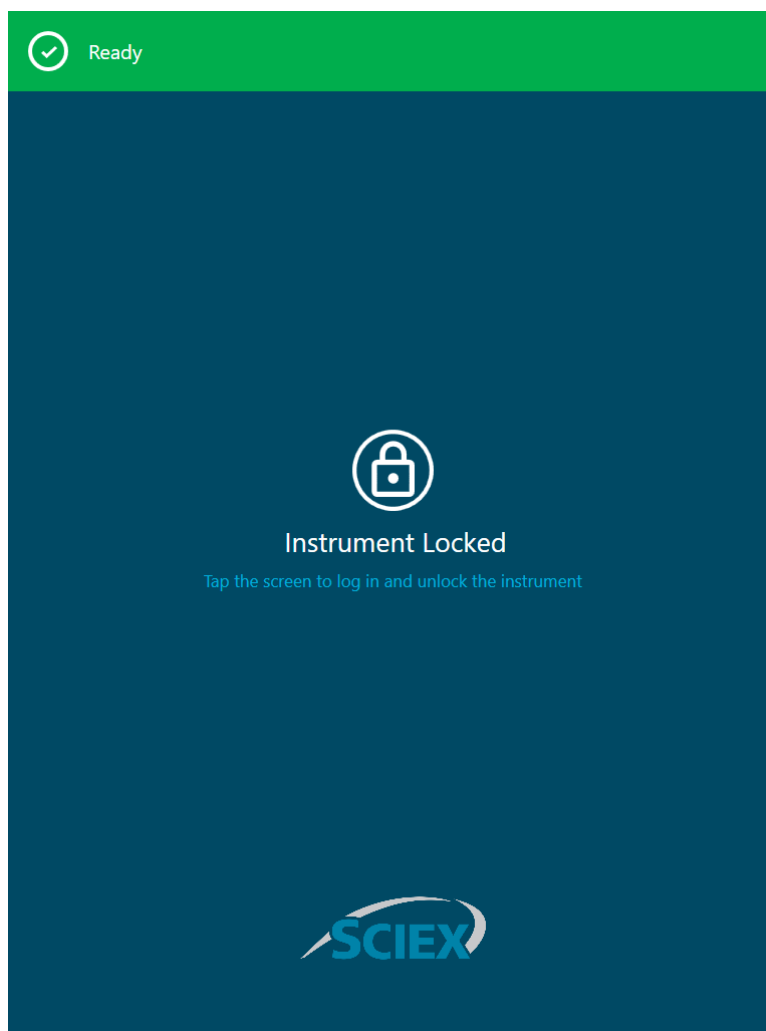 Ready
Instrument Locked
Tap the screen to log in and unlock the instrument
SCIEX